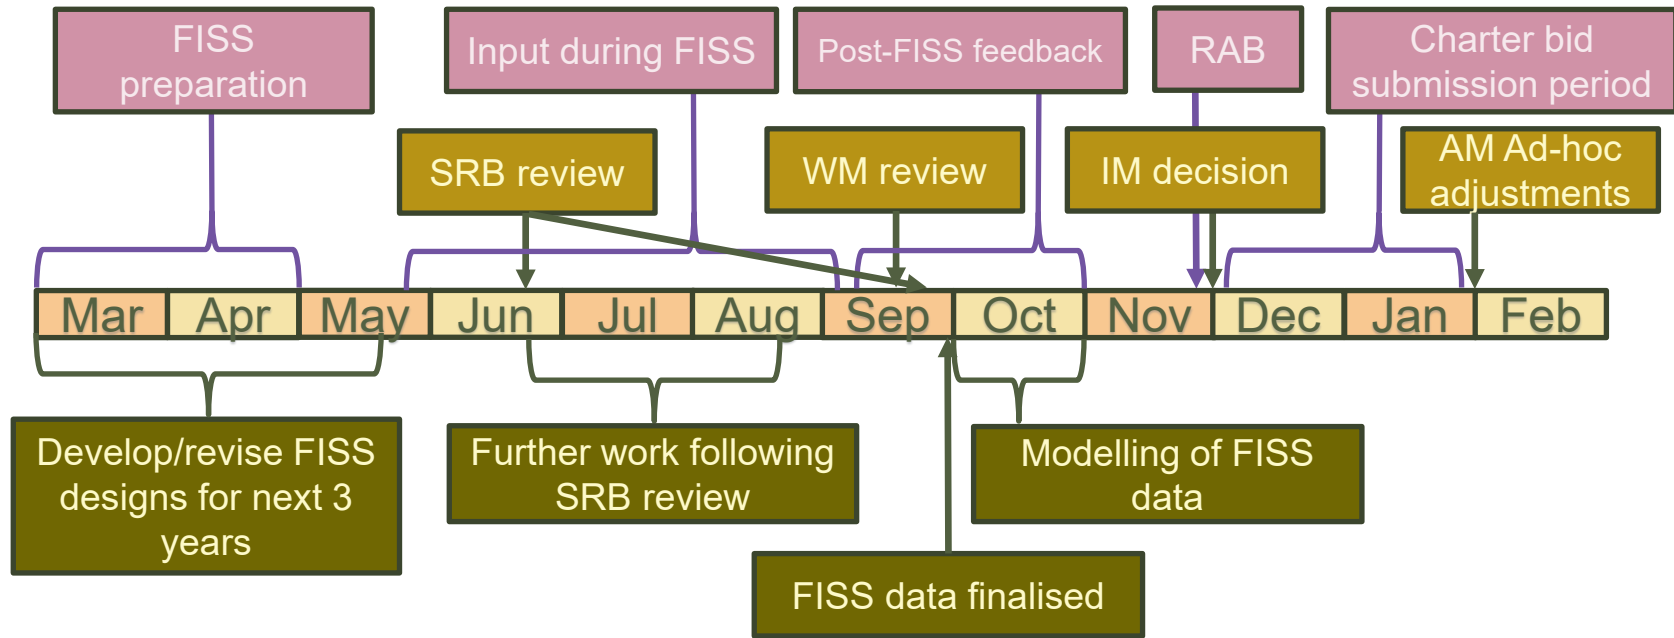 FISS
preparation
Input during FISS
Post-FISS feedback
RAB
Charter bid
submission period
SRB review
WM review
IM decision
AM Ad-hoc
adjustments
Mar Apr May Jun Jul Aug Sep Oct Nov Dec Jan Feb
Develop/revise FISS
designs for next 3
years
Further work following
SRB review
Modelling of FISS
data
FISS data finalised